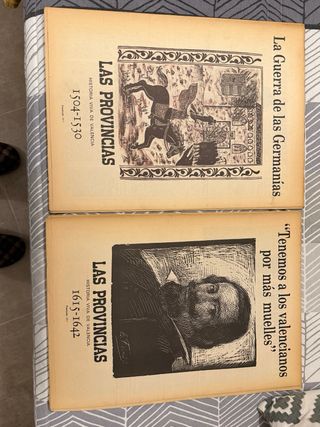 La Guerra de las Germanías
LAS PROVINCIAS
HISTORIA VIVA DE VALENCIA
1504-1530
"Tenemos a los valencianos
por más muelles"
LAS PROVINCIAS
HISTORIA VIVA DE VALENCIA
1615-1642